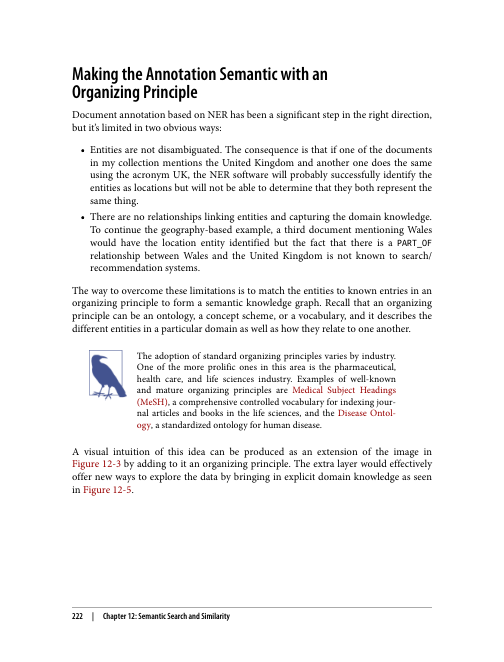 Making the Annotation Semantic with an
Organizing Principle
Document annotation based on NER has been a significant step in the right direction,
but it's limited in two obvious ways:
• Entities are not disambiguated. The consequence is that if one of the documents
in my collection mentions the United Kingdom and another one does the same
using the acronym UK, the NER software will probably successfully identify the
entities as locations but will not be able to determine that they both represent the
same thing.
• There are no relationships linking entities and capturing the domain knowledge.
To continue the geography-based example, a third document mentioning Wales
would have the location entity identified but the fact that there is a PART_OF
relationship between Wales and the United Kingdom is not known to search/
recommendation systems.
The way to overcome these limitations is to match the entities to known entries in an
organizing principle to form a semantic knowledge graph. Recall that an organizing
principle can be an ontology, a concept scheme, or a vocabulary, and it describes the
different entities in a particular domain as well as how they relate to one another.
The adoption of standard organizing principles varies by industry.
One of the more prolific ones in this area is the pharmaceutical,
health care, and life sciences industry. Examples of well-known
and mature organizing principles are Medical Subject Headings
(MeSH), a comprehensive controlled vocabulary for indexing jour-
nal articles and books in the life sciences, and the Disease Ontol-
ogy, a standardized ontology for human disease.
A visual intuition of this idea can be produced as an extension of the image in
Figure 12-3 by adding to it an organizing principle. The extra layer would effectively
offer new ways to explore the data by bringing in explicit domain knowledge as seen
in Figure 12-5.
222 | Chapter 12: Semantic Search and Similarity